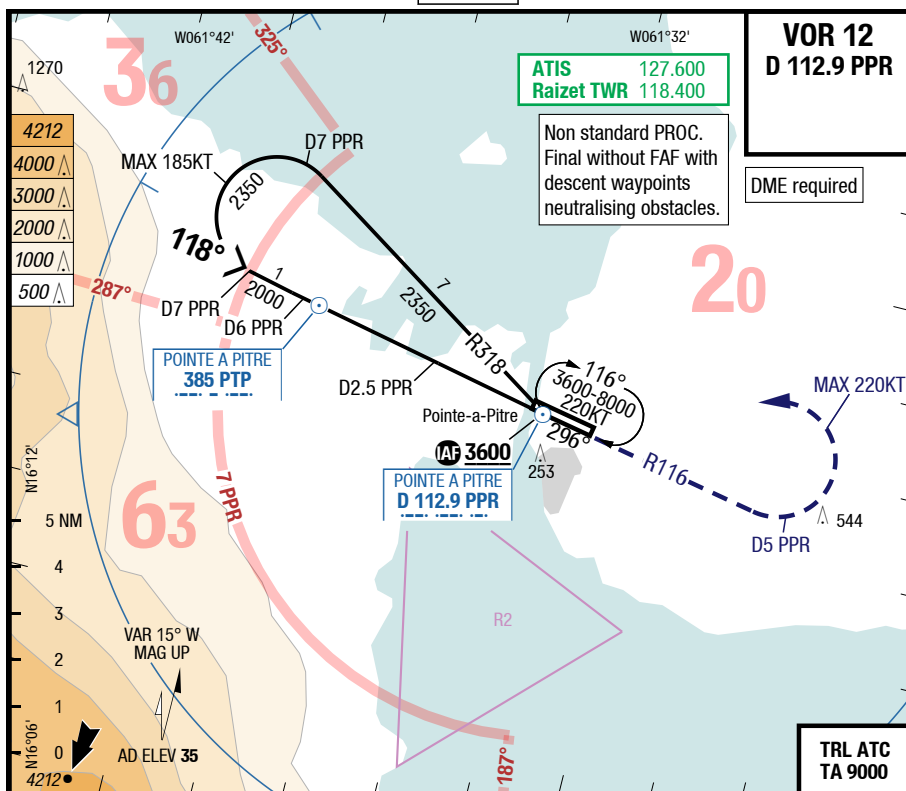 W061°42'
325°
W061°32'
VOR 12
D 112.9 PPR
1270
36
ATIS 127.600
Raizet TWR 118.400
4212
4000
3000
2000
1000
500
D7 PPR
MAX 185KT
2350
Non standard PROC.
Final without FAF with
descent waypoints
neutralising obstacles.
DME required
118°
20
287°
1
2000
D7 PPR
D6 PPR
7
2350
R318
POINTE A PITRE
385 PTP
D2.5 PPR
116°
3600-8000
220KT
296°
MAX 220KT
Pointe-a-Pitre
IAF 3600
253
R116
POINTE A PITRE
D 112.9 PPR
N16°12'
7 PPR
63
5 NM
544
D5 PPR
4
3
R2
VAR 15° W
MAG UP
2
1
N16°06'
0
AD ELEV 35
187°
4212
TRL ATC
TA 9000